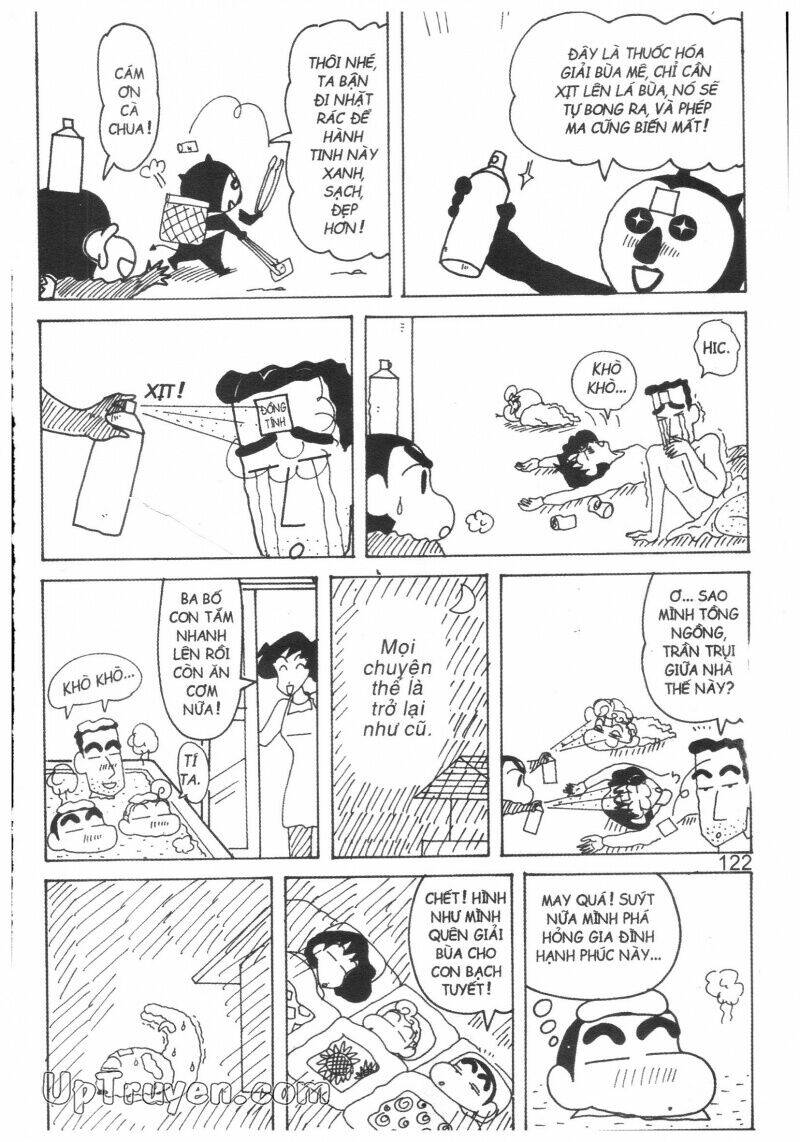 ĐÂY LÀ THUỐC HÓA
GIẢI BÙA MÊ, CHỈ CẦN
XỊT LÊN LÁ BÙA, NÓ SẼ
TỰ BONG RA, VÀ PHÉP
MA CŨNG BIẾN MẤT!
THÔI NHÉ,
TA BẬN
ĐI NHẶT
RÁC ĐỂ
HÀNH
TINH NÀY
XANH,
SẠCH,
ĐẸP
HƠN!
CÁM
ƠN
CÀ
CHUA!
HIC.
KHÒ
KHÒ...
XỊT!
ĐỒNG
TÍNH
Ơ... SAO
MÌNH TỒNG
NGỒNG,
TRẦN TRỤI
GIỮA NHÀ
THẾ NÀY?
Mọi
chuyện
thế là
trở lại
như cũ.
BA BỐ
CON TẮM
NHANH
LÊN RỒI
CÒN ĂN
CƠM
NỮA!
KHÒ KHÒ...
TÍ
TA.
122
MAY QUÁ! SUÝT
NỮA MÌNH PHÁ
HỎNG GIA ĐÌNH
HẠNH PHÚC NÀY...
CHẾT! HÌNH
NHƯ MÌNH
QUÊN GIẢI
BÙA CHO
CON BẠCH
TUYẾT!
UpTruyen.com